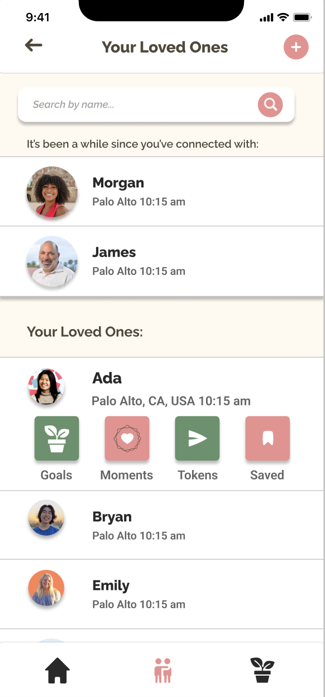 9:41
Your Loved Ones
Search by name...
It's been a while since you've connected with:
Morgan
Palo Alto 10:15 am
James
Palo Alto 10:15 am
Your Loved Ones:
Ada
Palo Alto, CA, USA 10:15 am
Goals Moments Tokens Saved
Bryan
Palo Alto 10:15 am
Emily
Palo Alto 10:15 am